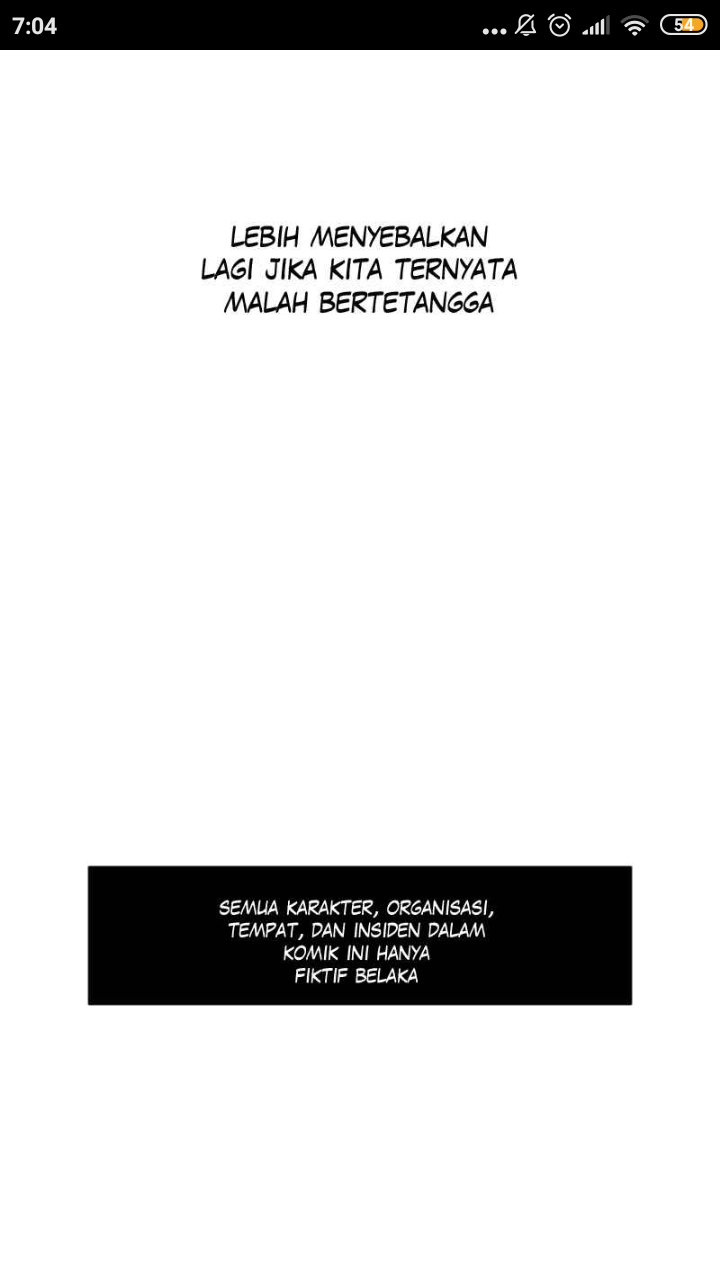 7:04
54
LEBIH MENYEBALKAN
LAGI JIKA KITA TERNYATA
MALAH BERTETANGGA
SEMUA KARAKTER, ORGANISASI,
TEMPAT, DAN INSIDEN DALAM
KOMIK INI HANYA
FIKTIF BELAKA